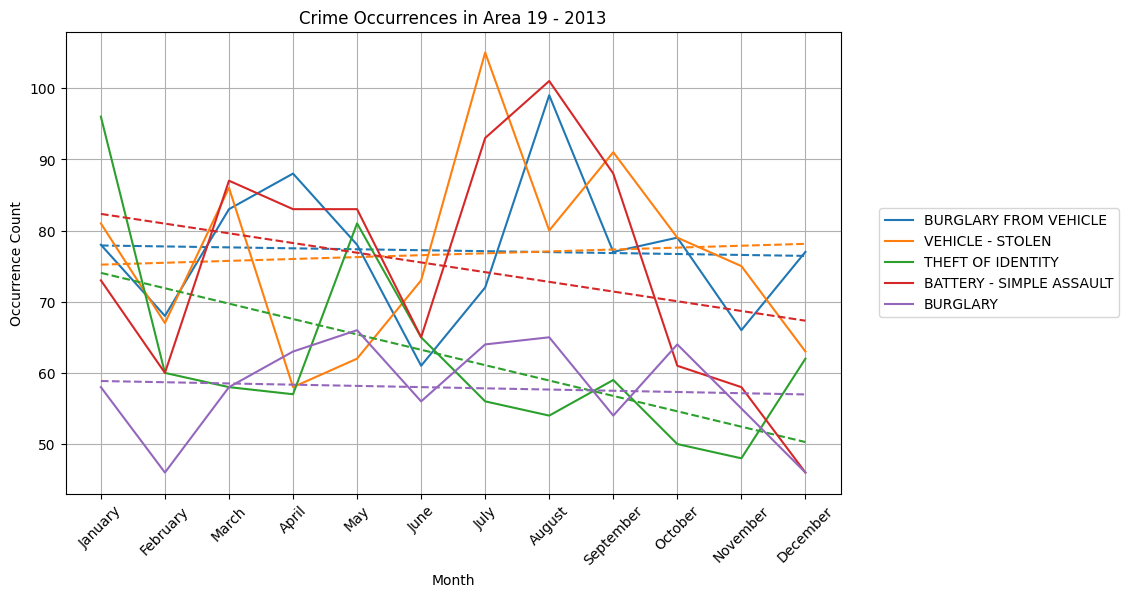 Crime Occurrences in Area 19 - 2013
Occurrence Count
100
90
80
70
60
50
January
February
March
April
May
June
July
August
September
October
November
December
Month
BURGLARY FROM VEHICLE
VEHICLE - STOLEN
THEFT OF IDENTITY
BATTERY - SIMPLE ASSAULT
BURGLARY